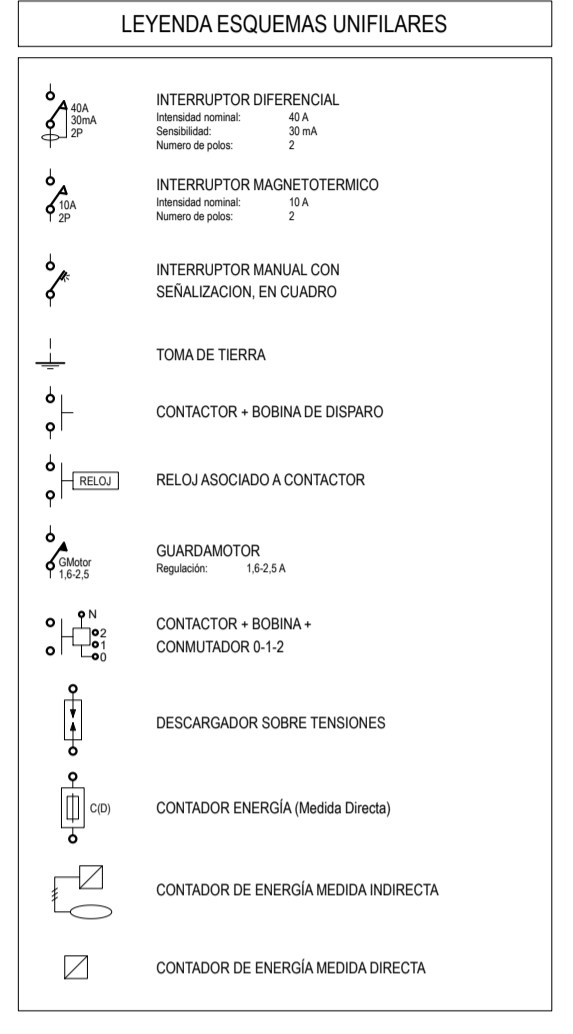 LEYENDA ESQUEMAS UNIFILARES
40A
30mA
2P
INTERRUPTOR DIFERENCIAL
Intensidad nominal: 40 A
Sensibilidad: 30 mA
Numero de polos: 2
10A
2P
INTERRUPTOR MAGNETOTERMICO
Intensidad nominal: 10 A
Numero de polos: 2
INTERRUPTOR MANUAL CON
SEÑALIZACION, EN CUADRO
TOMA DE TIERRA
CONTACTOR + BOBINA DE DISPARO
RELOJ
RELOJ ASOCIADO A CONTACTOR
GMotor
1,6-2,5
GUARDAMOTOR
Regulación: 1,6-2,5 A
N
2
1
0
CONTACTOR + BOBINA +
CONMUTADOR 0-1-2
DESCARGADOR SOBRE TENSIONES
C(D)
CONTADOR ENERGÍA (Medida Directa)
CONTADOR DE ENERGÍA MEDIDA INDIRECTA
CONTADOR DE ENERGÍA MEDIDA DIRECTA